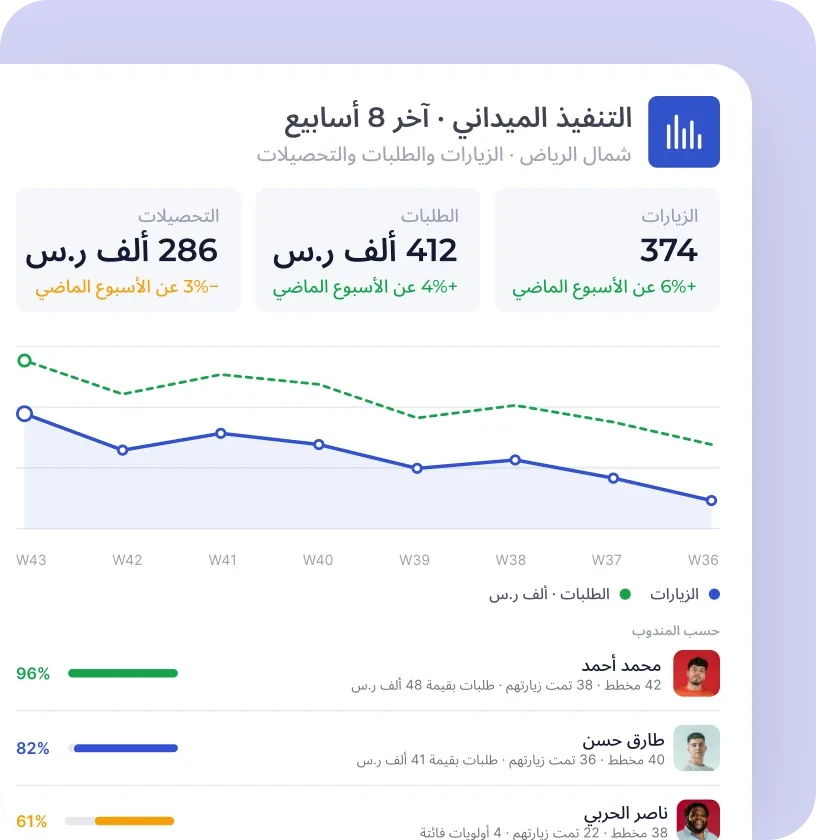 التنفيذ الميداني · آخر 8 أسابيع
شمال الرياض · الزيارات والطلبات والتحصيلات
الزيارات
374
+6% عن الأسبوع الماضي
الطلبات
412 ألف ر.س
+4% عن الأسبوع الماضي
التحصيلات
286 ألف ر.س
−3% عن الأسبوع الماضي
W36 W37 W38 W39 W40 W41 W42 W43
الزيارات
الطلبات · ألف ر.س
حسب المندوب
محمد أحمد
42 مخطط · 38 تمت زيارتهم · طلبات بقيمة 48 ألف ر.س
96%
طارق حسن
40 مخطط · 36 تمت زيارتهم · طلبات بقيمة 41 ألف ر.س
82%
ناصر الحربي
38 مخطط · 22 تمت زيارتهم · 4 أولويات فائتة
61%